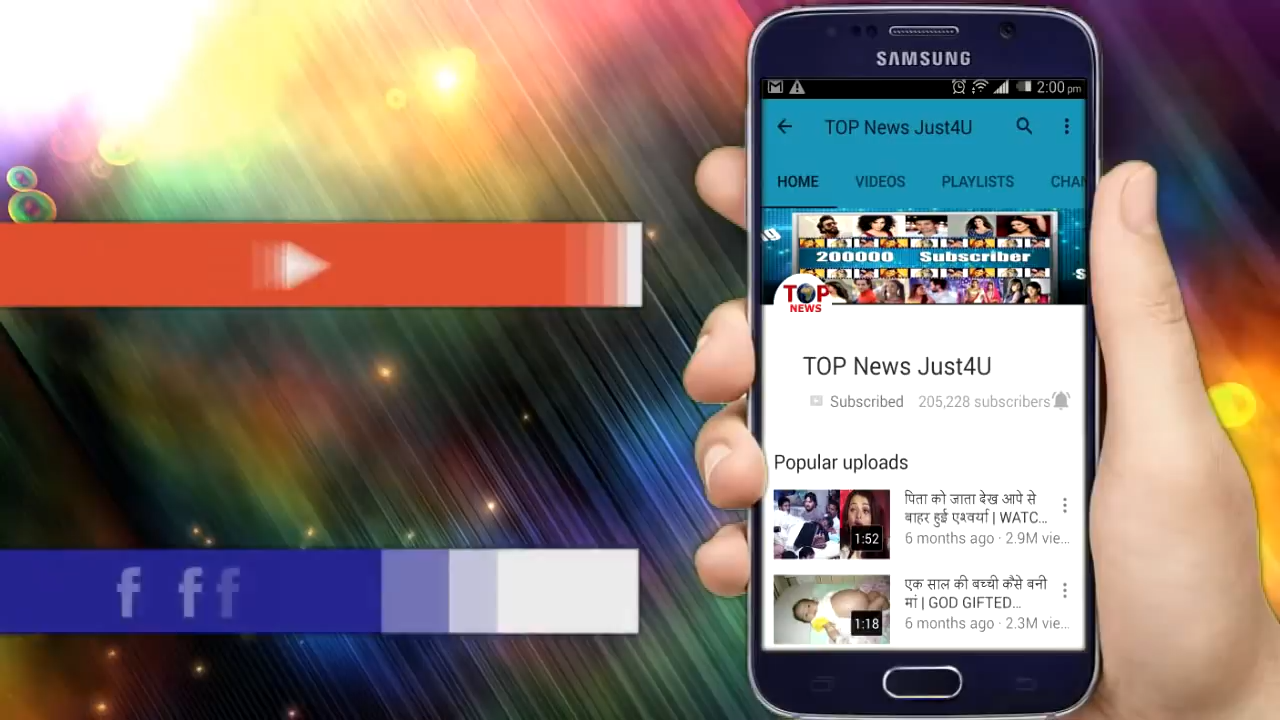 SAMSUNG
2:00 pm
TOP News Just4U
HOME VIDEOS PLAYLISTS CHAN
200000 Subscriber
TOP
NEWS
TOP News Just4U
Subscribed 205,228 subscribers
Popular uploads
पिता को जाता देख आपे से
बाहर हुई एश्वर्या | WATC...
6 months ago · 2.9M vie...
1:52
एक साल की बच्ची कैसे बनी
मां | GOD GIFTED...
6 months ago · 2.3M vie...
1:18
f f f